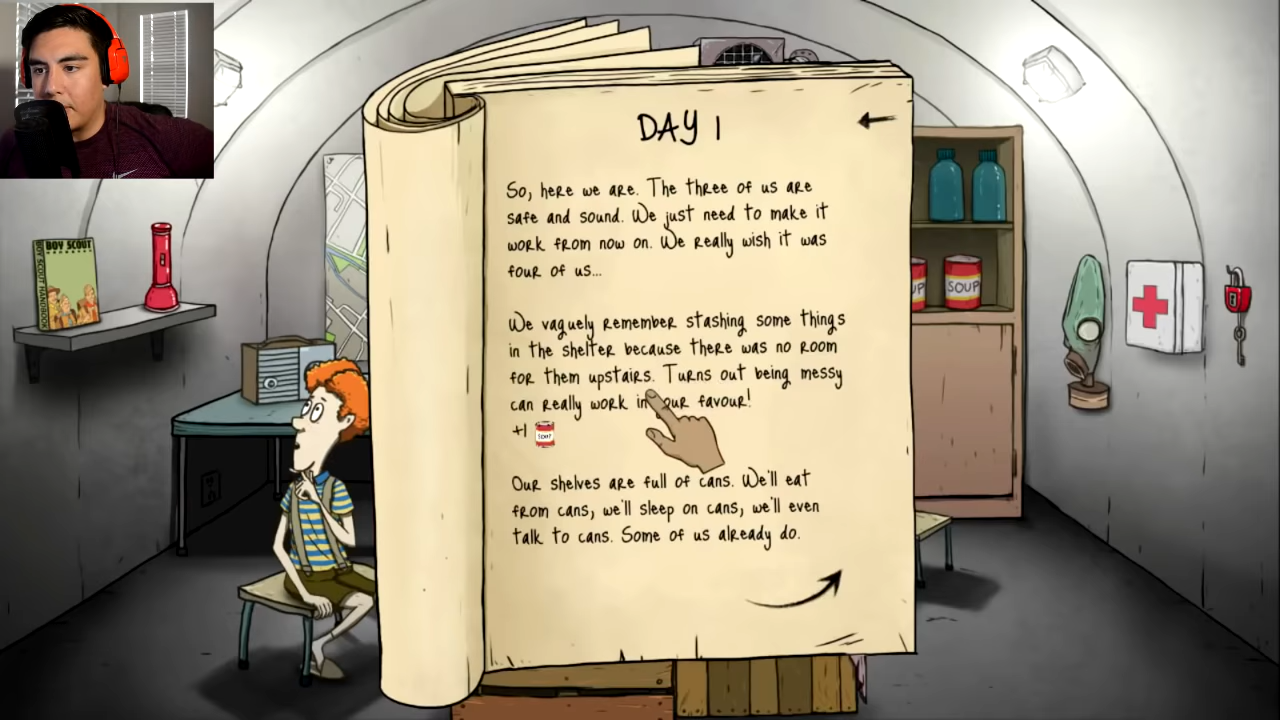 DAY 1
So, here we are. The three of us are
safe and sound. We just need to make it
work from now on. We really wish it was
four of us...
We vaguely remember stashing some things
in the shelter because there was no room
for them upstairs. Turns out being messy
can really work in our favour!
+1 SOUP
Our shelves are full of cans. We'll eat
from cans, we'll sleep on cans, we'll even
talk to cans. Some of us already do.
BOY SCOUT
BOY SCOUT HANDBOOK
UP
SOUP